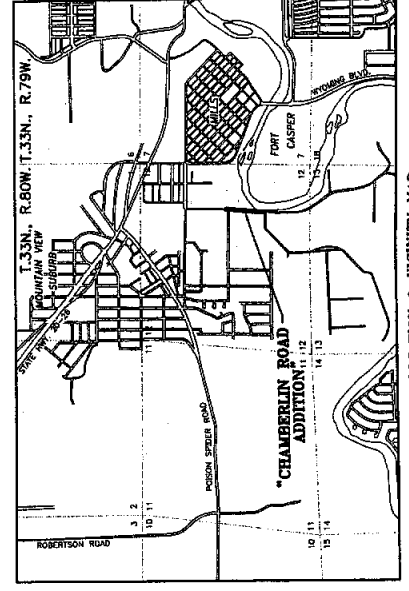 T.33N., R.80W. T.33N., R.79W.
STATE HWY. 20-26
MOUNTAIN VIEW
SUBURB
6
7
MILLS
WYOMING BLVD.
FORT
CASPER
12 7
13 18
11 12
POISON SPIDER ROAD
"CHAMBERLIN ROAD
ADDITION"
11 12
14 13
3 2
10 11
ROBERTSON ROAD
10 11
15 14